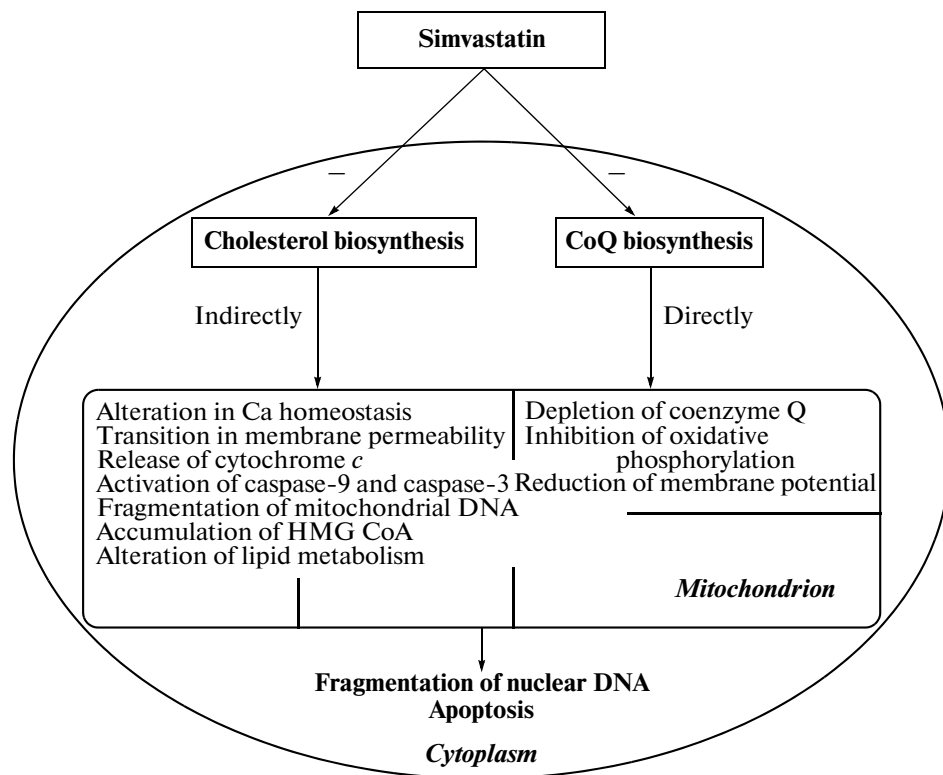 Simvastatin
–
–
Cholesterol biosynthesis
CoQ biosynthesis
Indirectly
Directly
Alteration in Ca homeostasis
Transition in membrane permeability
Release of cytochrome c
Activation of caspase-9 and caspase-3
Fragmentation of mitochondrial DNA
Accumulation of HMG CoA
Alteration of lipid metabolism
Depletion of coenzyme Q
Inhibition of oxidative
phosphorylation
Reduction of membrane potential
Mitochondrion
Fragmentation of nuclear DNA
Apoptosis
Cytoplasm